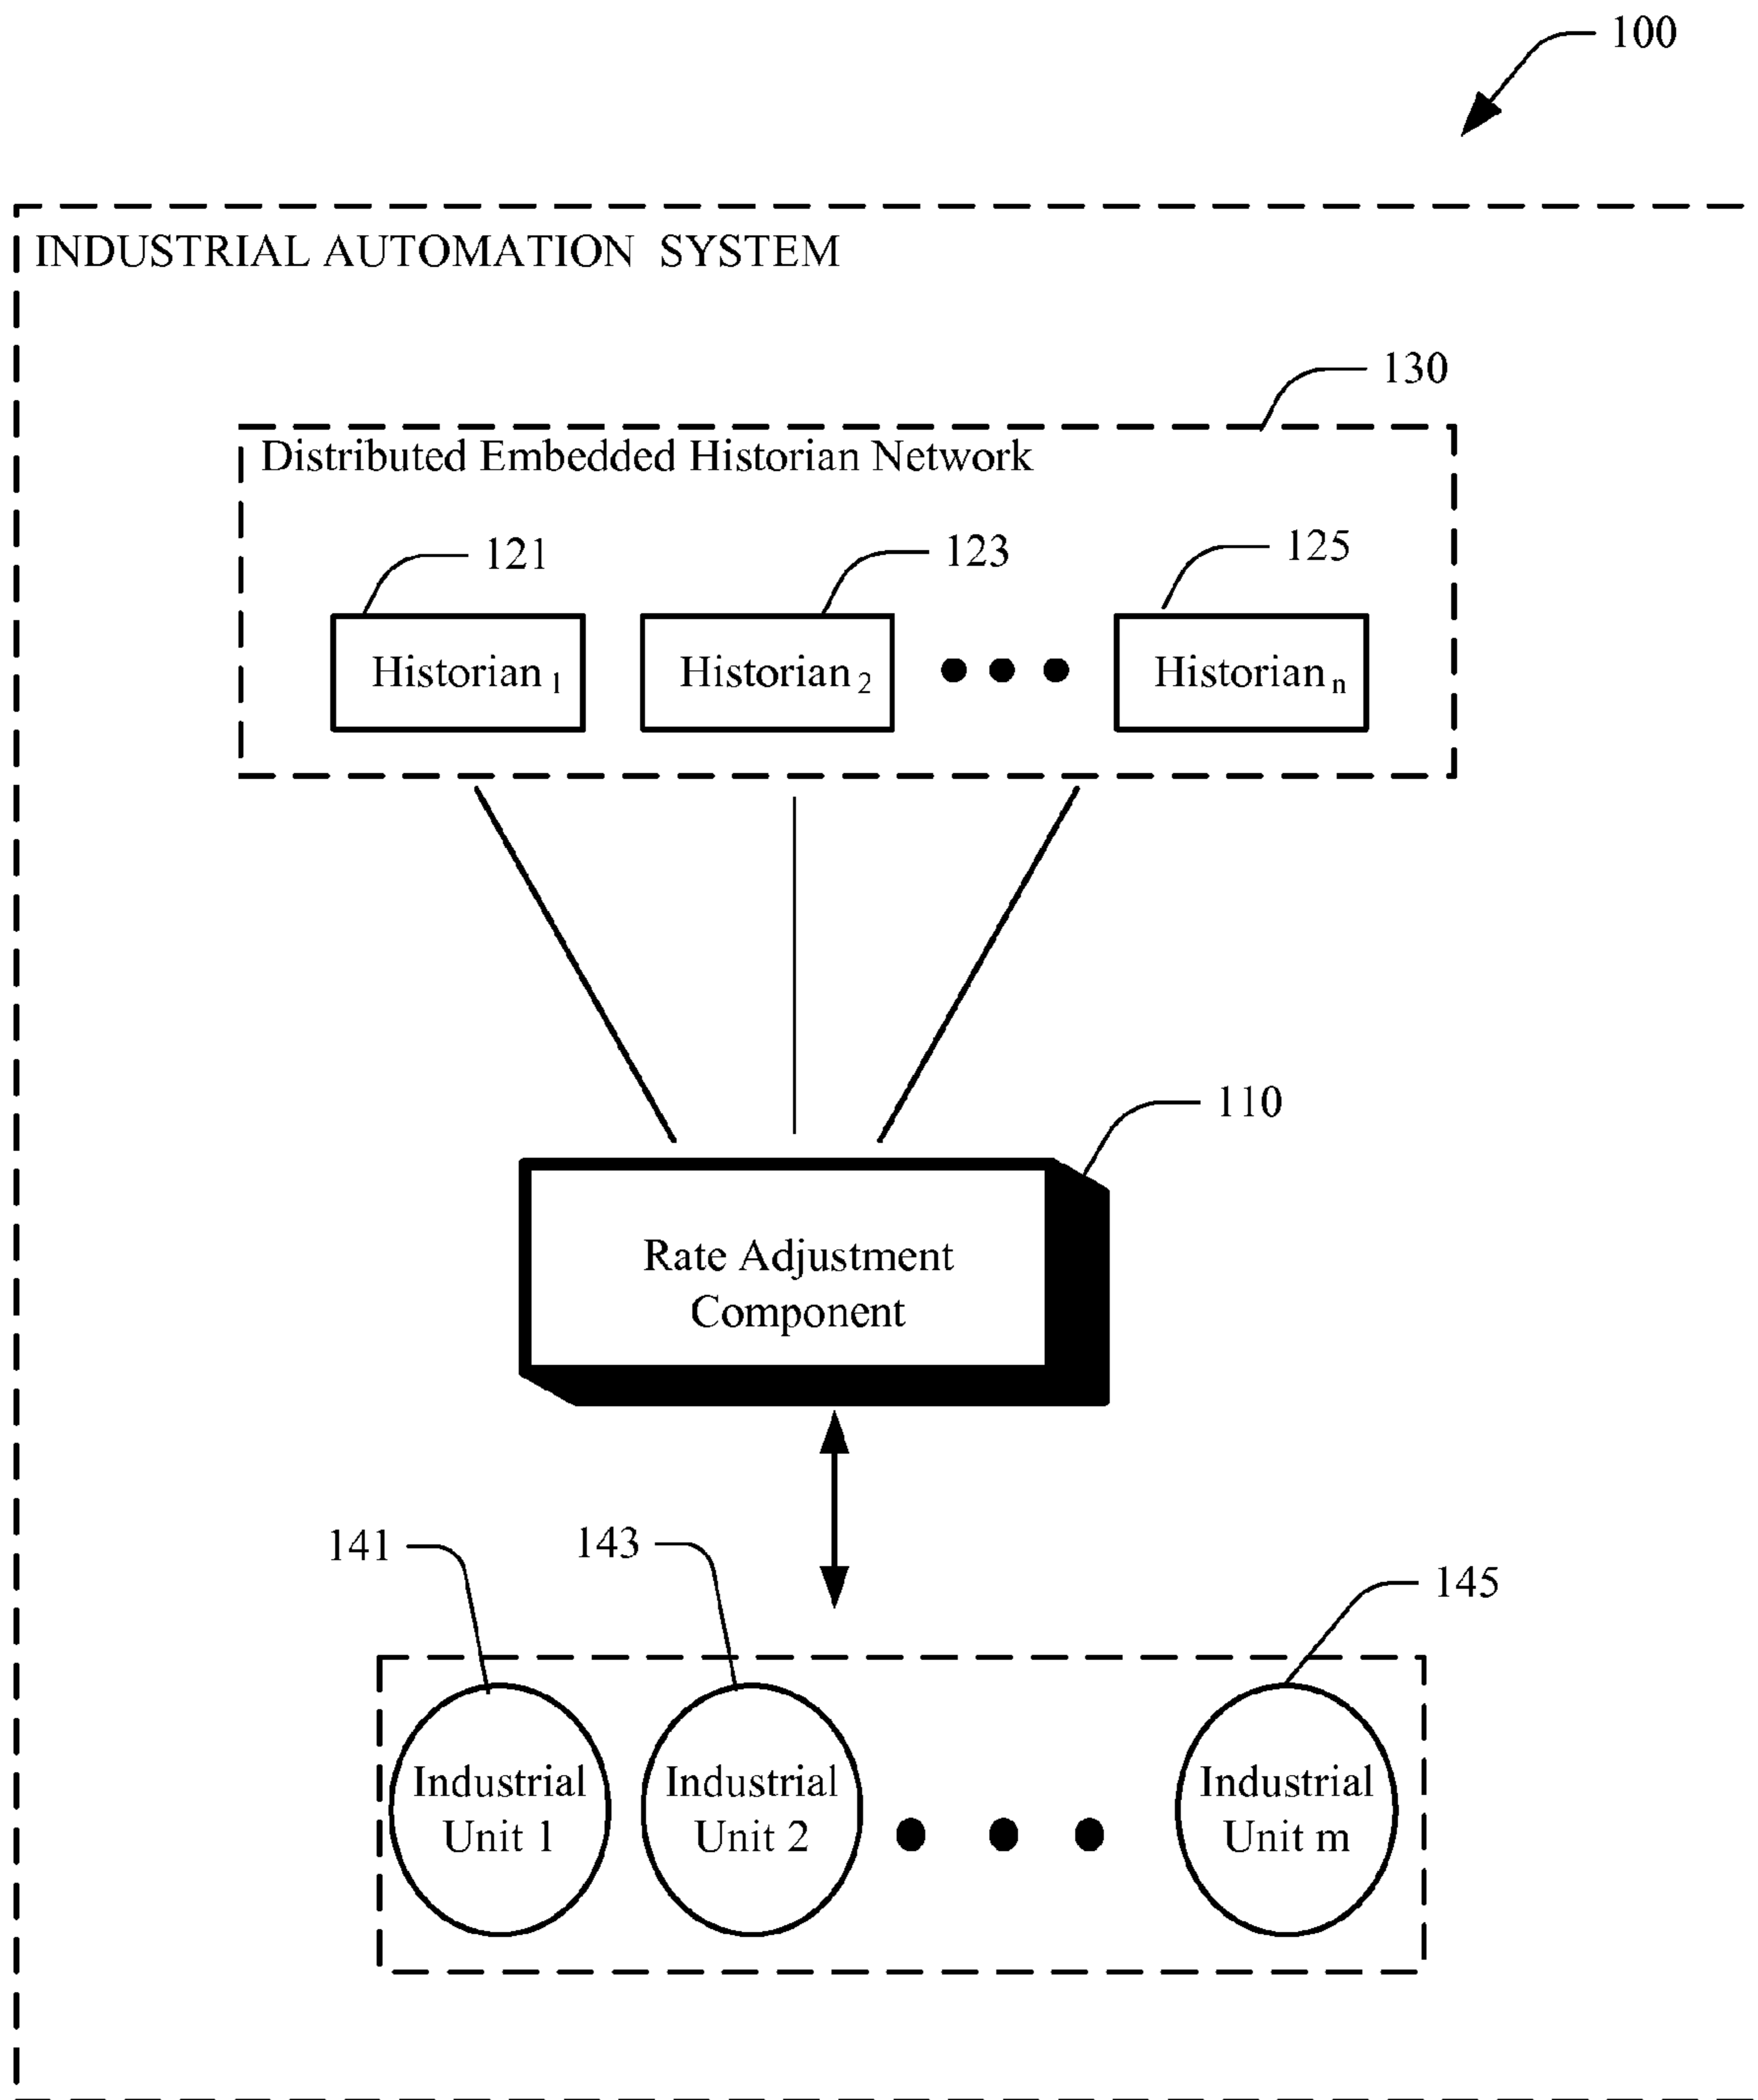 100
INDUSTRIAL AUTOMATION SYSTEM
130
Distributed Embedded Historian Network
121
123
125
Historian 1
Historian 2
Historian n
110
Rate Adjustment
Component
141
143
145
Industrial
Unit 1
Industrial
Unit 2
Industrial
Unit m